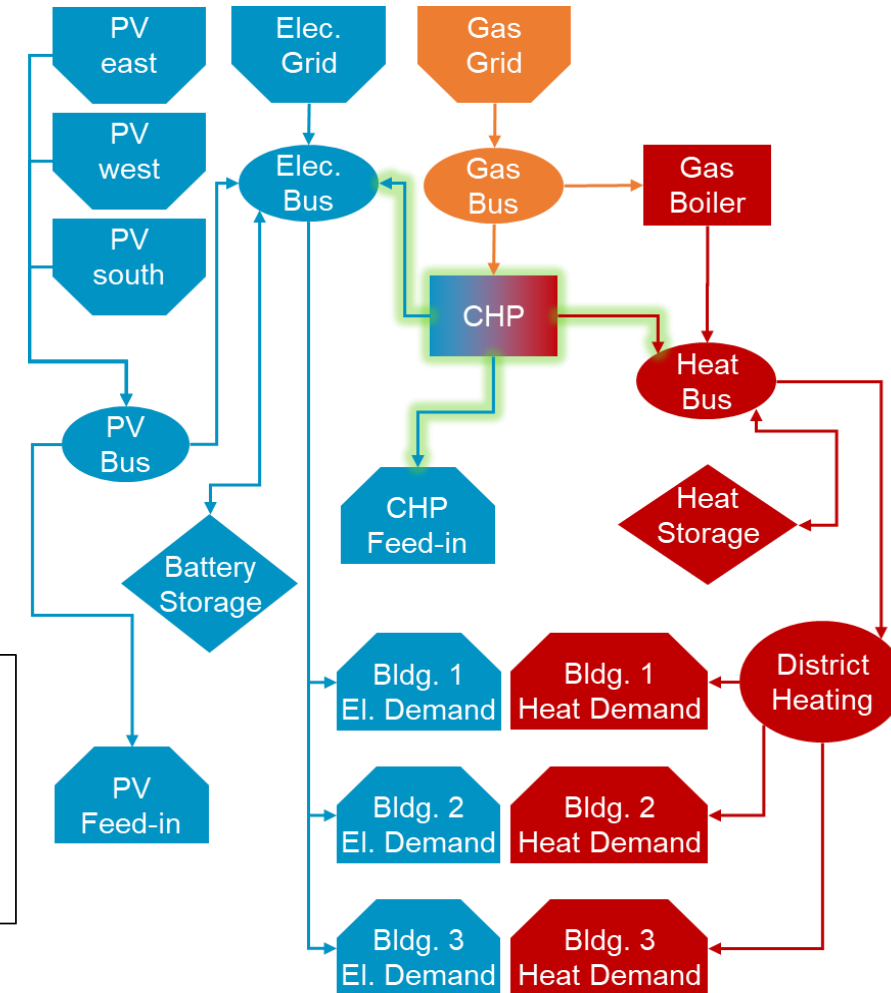 PV
east
Elec.
Grid
Gas
Grid
PV
west
Elec.
Bus
Gas
Bus
Gas
Boiler
PV
south
CHP
Heat
Bus
PV
Bus
CHP
Feed-in
Heat
Storage
Battery
Storage
Bldg. 1
El. Demand
Bldg. 1
Heat Demand
District
Heating
PV
Feed-in
Bldg. 2
El. Demand
Bldg. 2
Heat Demand
Bldg. 3
El. Demand
Bldg. 3
Heat Demand